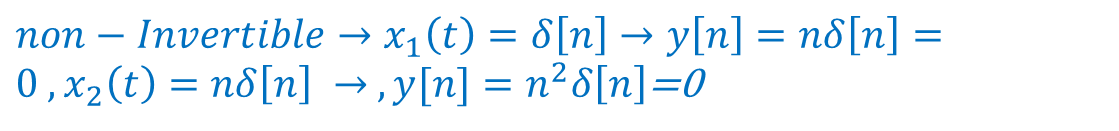 non − Invertible → x₁(t) = δ[n] → y[n] = nδ[n] =
0 , x₂(t) = nδ[n] → , y[n] = n²δ[n]=0